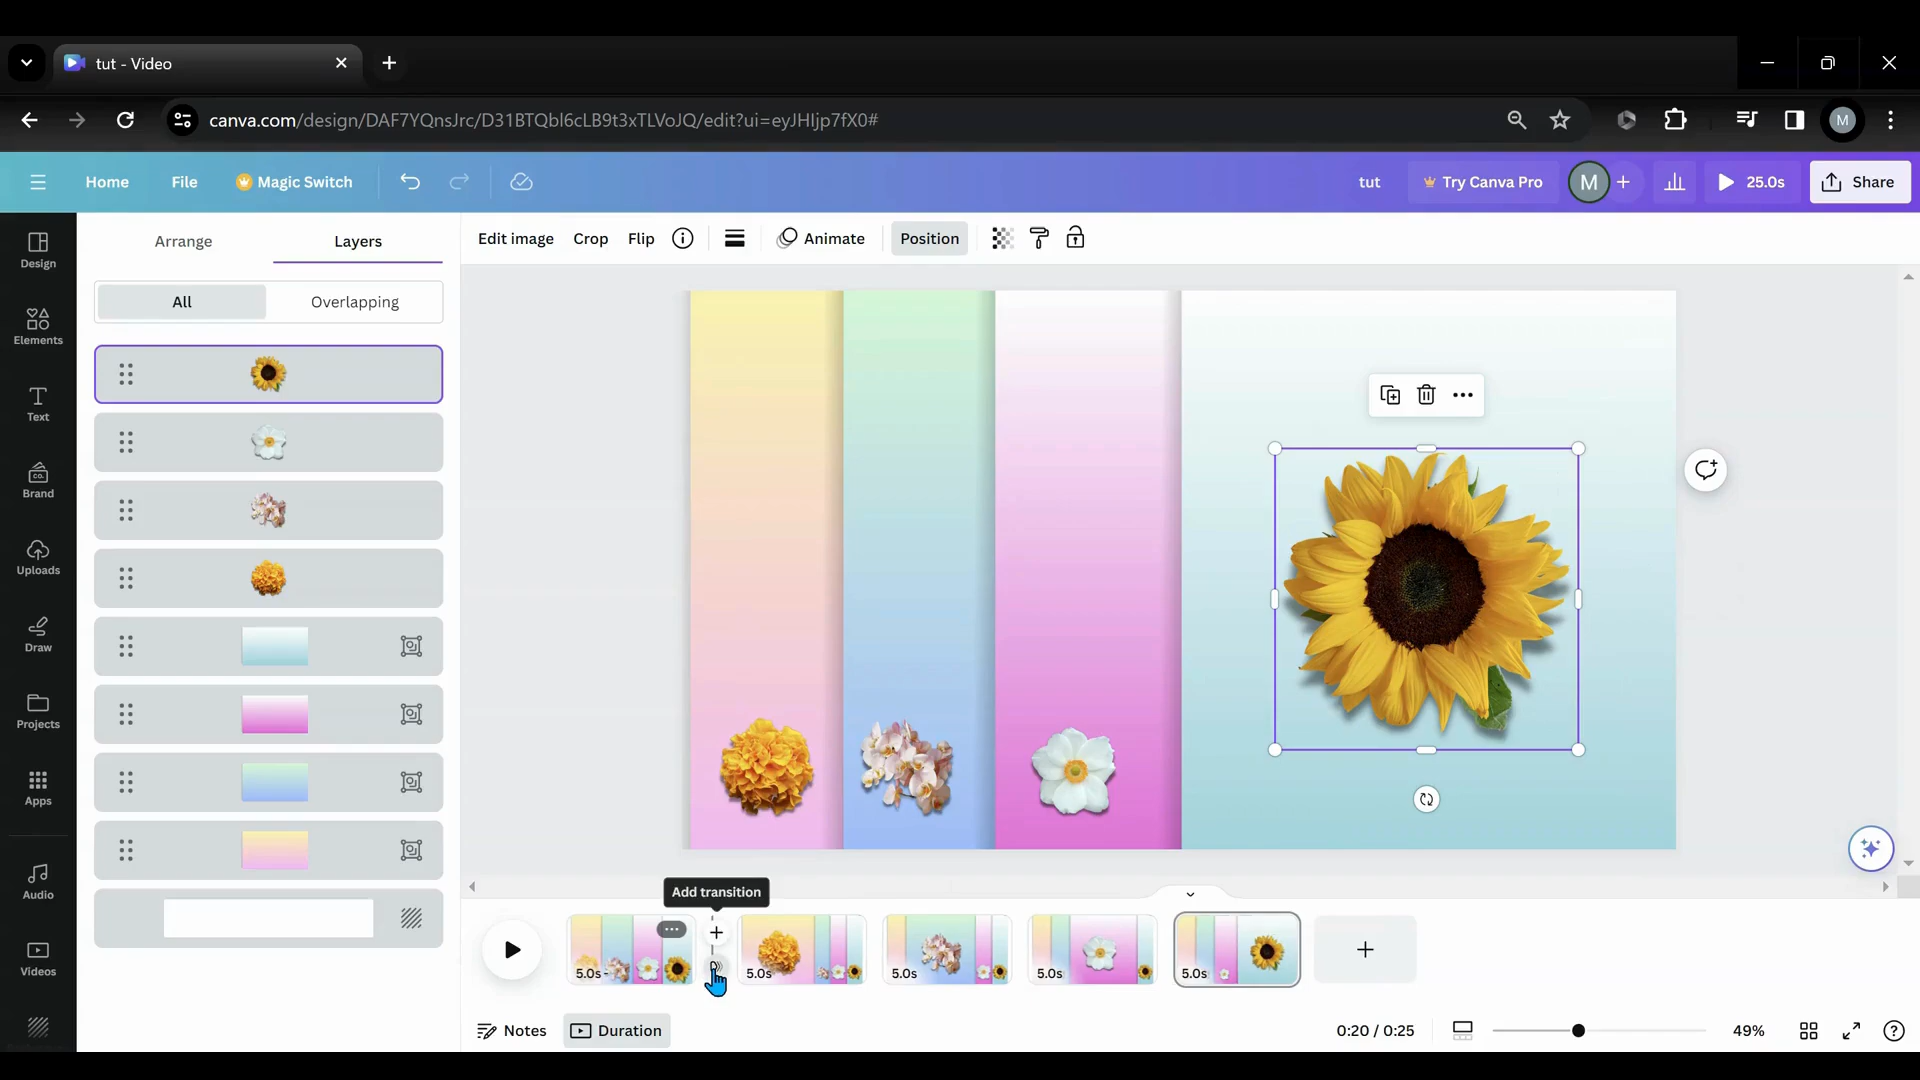 tut - Video
canva.com/design/DAF7YQnsJrc/D31BTQbl6cLB9t3xTLVoJQ/edit?ui=eyJHIjp7fX0#
M
Home File Magic Switch
tut Try Canva Pro M 25.0s Share
Arrange Layers
Edit image Crop Flip Animate Position
Design
All Overlapping
Elements
Text
CO.
Brand
Uploads
Draw
Projects
Apps
Audio
Videos
Add transition
5.0s 5.0s 5.0s 5.0s 5.0s
Notes Duration 0:20 / 0:25 49%